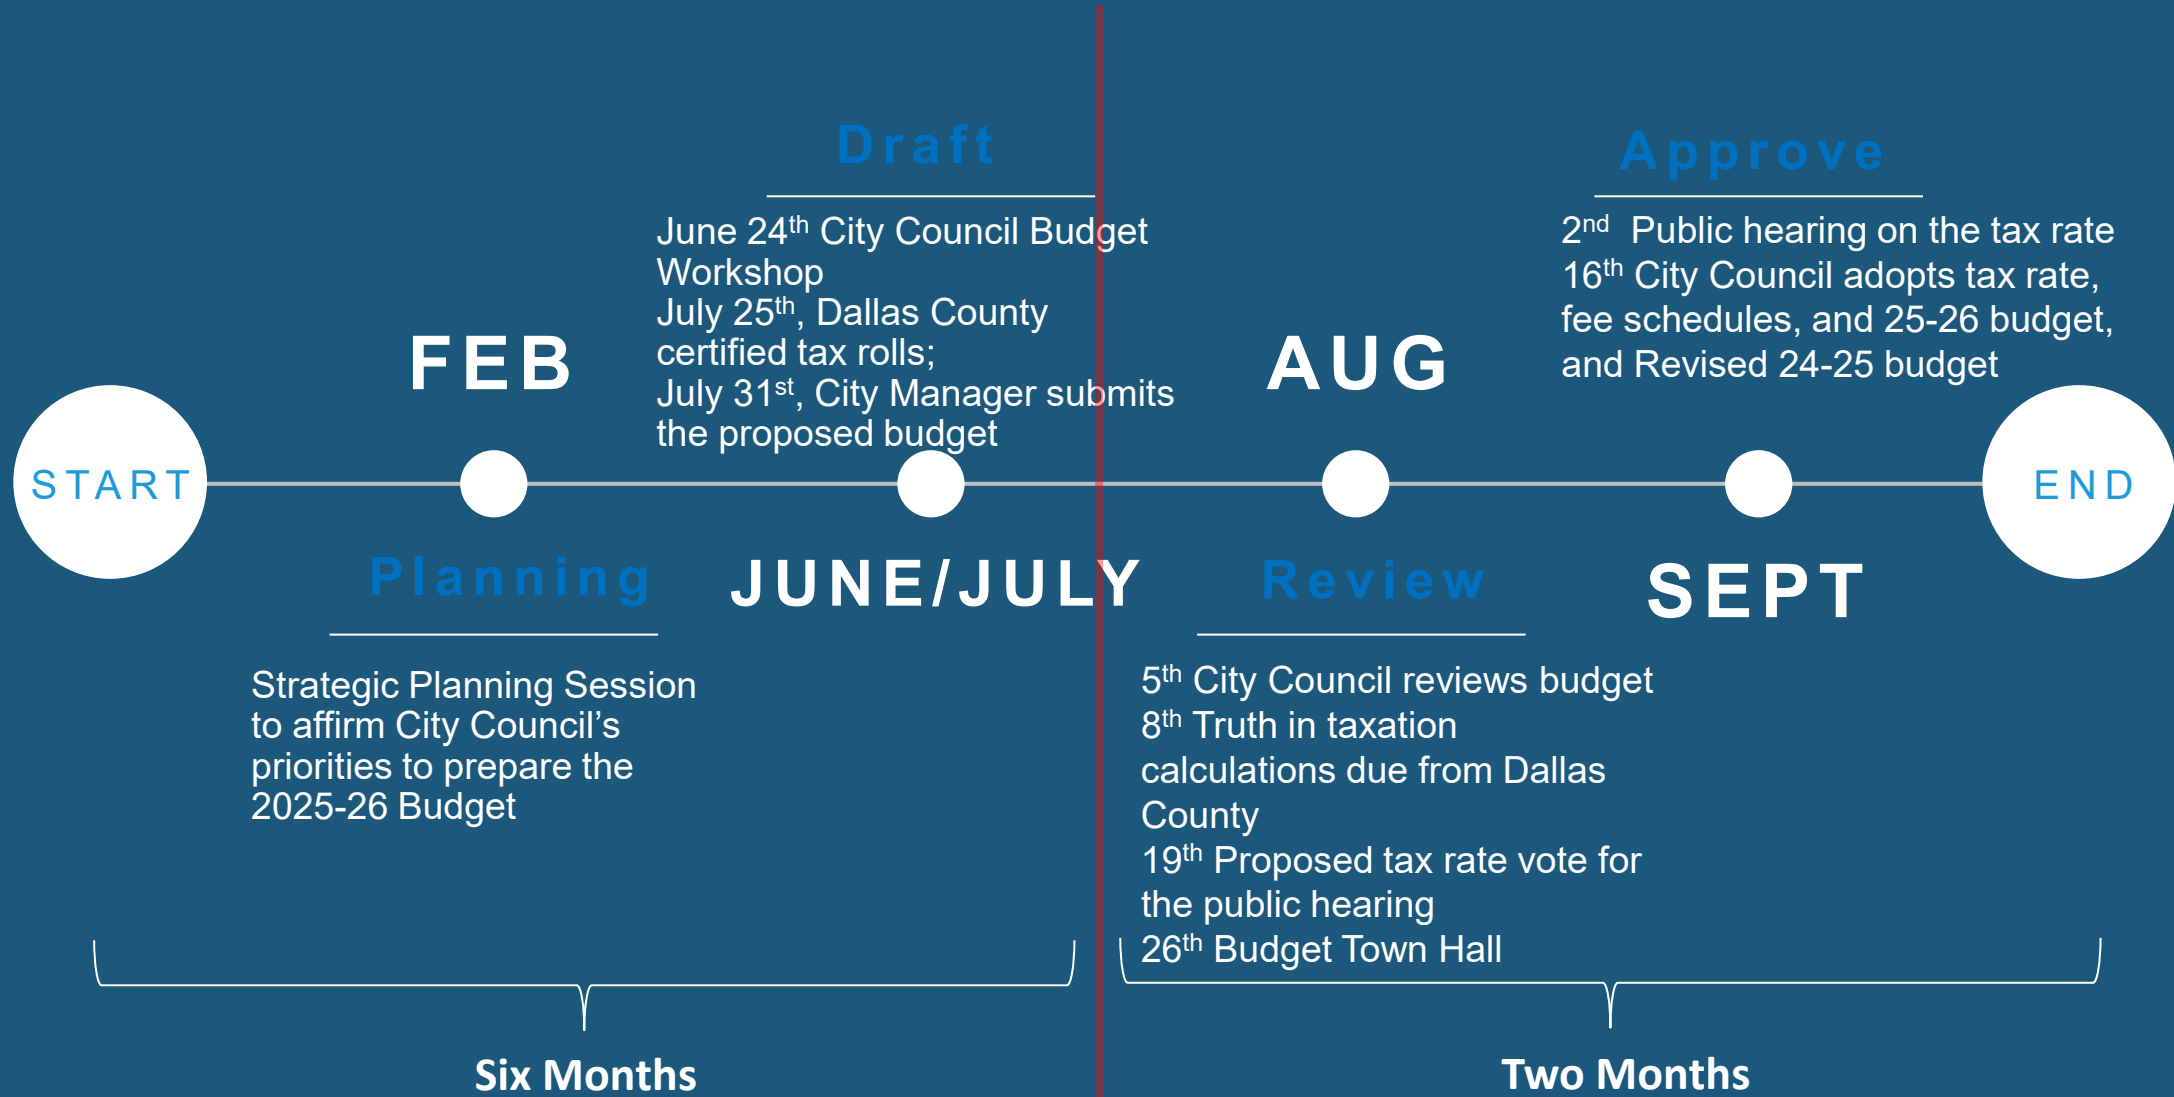 START
FEB
Planning
Strategic Planning Session
to affirm City Council’s
priorities to prepare the
2025-26 Budget
Draft
June 24th City Council Budget
Workshop
July 25th, Dallas County
certified tax rolls;
July 31st, City Manager submits
the proposed budget
JUNE/JULY
AUG
Review
5th City Council reviews budget
8th Truth in taxation
calculations due from Dallas
County
19th Proposed tax rate vote for
the public hearing
26th Budget Town Hall
Approve
2nd  Public hearing on the tax rate
16th City Council adopts tax rate,
fee schedules, and 25-26 budget,
and Revised 24-25 budget
SEPT
END
Six Months
Two Months